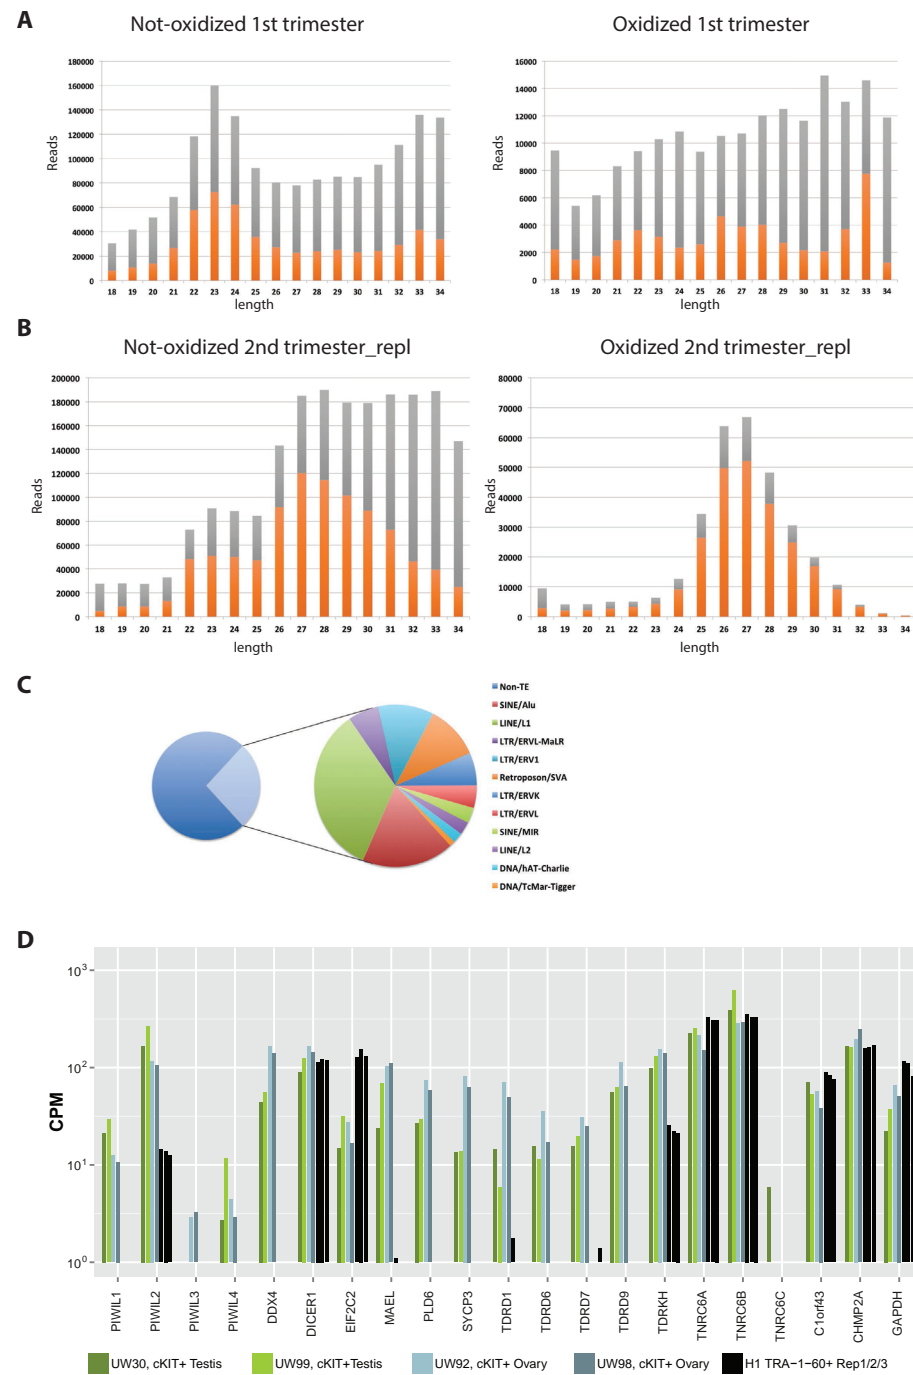 A
Not-oxidized 1st trimester
Oxidized 1st trimester
180000
160000
140000
120000
100000
80000
60000
40000
20000
0
Reads
18 19 20 21 22 23 24 25 26 27 28 29 30 31 32 33 34
length
16000
14000
12000
10000
8000
6000
4000
2000
0
Reads
18 19 20 21 22 23 24 25 26 27 28 29 30 31 32 33 34
length
B
Not-oxidized 2nd trimester_repl
Oxidized 2nd trimester_repl
200000
180000
160000
140000
120000
100000
80000
60000
40000
20000
0
Reads
18 19 20 21 22 23 24 25 26 27 28 29 30 31 32 33 34
length
80000
70000
60000
50000
40000
30000
20000
10000
0
Reads
18 19 20 21 22 23 24 25 26 27 28 29 30 31 32 33 34
length
C
Non-TE
SINE/Alu
LINE/L1
LTR/ERVL-MaLR
LTR/ERV1
Retroposon/SVA
LTR/ERVK
LTR/ERVL
SINE/MIR
LINE/L2
DNA/hAT-Charlie
DNA/TcMar-Tigger
D
10³
10²
10¹
10⁰
CPM
PIWIL1
PIWIL2
PIWIL3
PIWIL4
DDX4
DICER1
EIF2C2
MAEL
PLD6
SYCP3
TDRD1
TDRD6
TDRD7
TDRD9
TDRKH
TNRC6A
TNRC6B
TNRC6C
C1orf43
CHMP2A
GAPDH
UW30, cKIT+ Testis
UW99, cKIT+Testis
UW92, cKIT+ Ovary
UW98, cKIT+ Ovary
H1 TRA−1−60+ Rep1/2/3